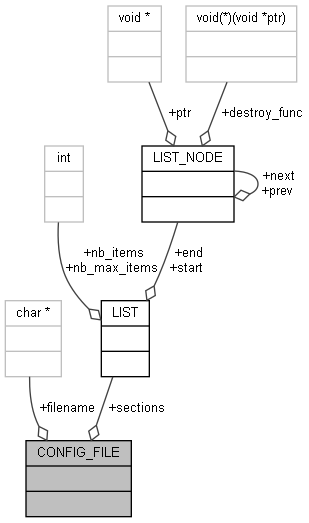 void *
void(*)(void *ptr)
+ptr
+destroy_func
int
LIST_NODE
+next
+prev
+nb_items
+nb_max_items
+end
+start
char *
LIST
+filename
+sections
CONFIG_FILE